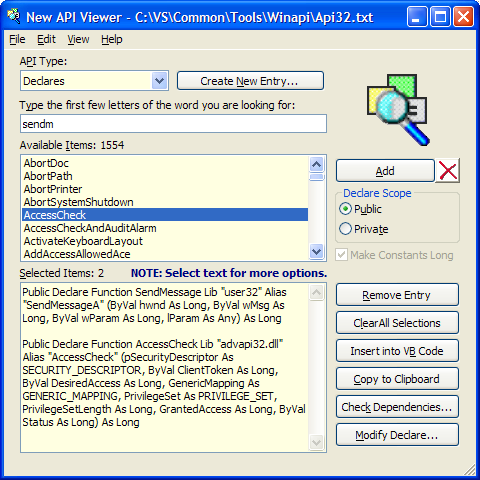 New API Viewer - C:\VS\Common\Tools\Winapi\Api32.txt
File Edit View Help
API Type:
Declares
Create New Entry...
Type the first few letters of the word you are looking for:
sendm
Available Items: 1554
AbortDoc
AbortPath
AbortPrinter
AbortSystemShutdown
AccessCheck
AccessCheckAndAuditAlarm
ActivateKeyboardLayout
AddAccessAllowedAce
Add
Declare Scope
Public
Private
Make Constants Long
Selected Items: 2 NOTE: Select text for more options.
Public Declare Function SendMessage Lib "user32" Alias
"SendMessageA" (ByVal hwnd As Long, ByVal wMsg As
Long, ByVal wParam As Long, lParam As Any) As Long
Public Declare Function AccessCheck Lib "advapi32.dll"
Alias "AccessCheck" (pSecurityDescriptor As
SECURITY_DESCRIPTOR, ByVal ClientToken As Long,
ByVal DesiredAccess As Long, GenericMapping As
GENERIC_MAPPING, PrivilegeSet As PRIVILEGE_SET,
PrivilegeSetLength As Long, GrantedAccess As Long, ByVal
Status As Long) As Long
Remove Entry
ClearAll Selections
Insert into VB Code
Copy to Clipboard
Check Dependencies...
Modify Declare...